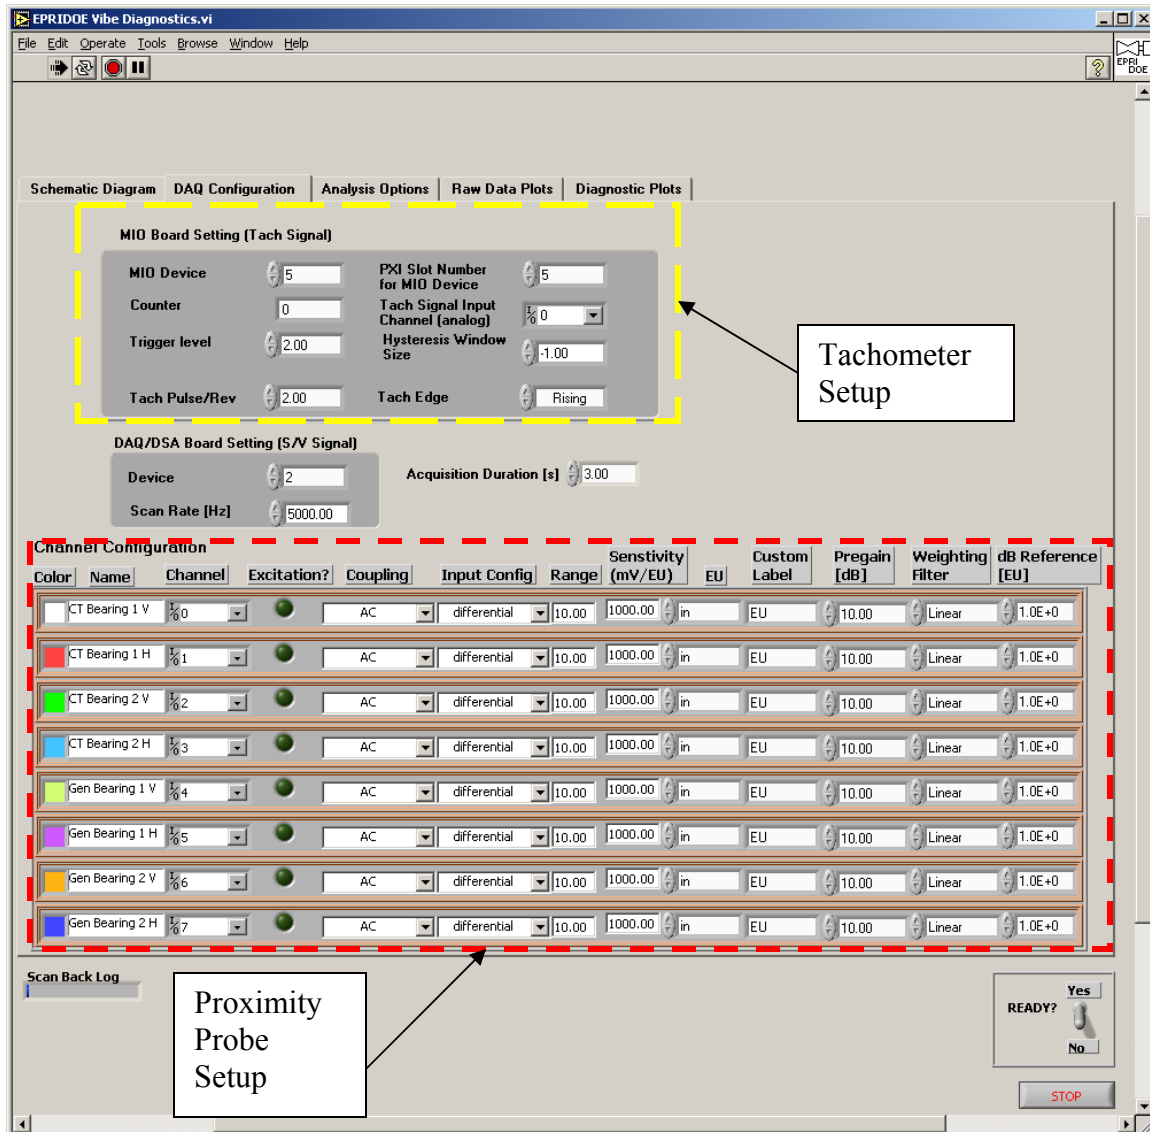 EPRIDOE Vibe Diagnostics.vi
File Edit Operate Tools Browse Window Help
EPRI
DOE
?
Schematic Diagram DAQ Configuration Analysis Options Raw Data Plots Diagnostic Plots
MIO Board Setting (Tach Signal)
MIO Device 5 PXI Slot Number for MIO Device 5
Counter 0 Tach Signal Input Channel (analog) 0
Trigger level 2.00 Hysteresis Window Size -1.00
Tach Pulse/Rev 2.00 Tach Edge Rising
Tachometer
Setup
DAQ/DSA Board Setting (S/V Signal)
Device 2 Acquisition Duration [s] 3.00
Scan Rate [Hz] 5000.00
Channel Configuration
Color Name Channel Excitation? Coupling Input Config Range Senstivity (mV/EU) EU Custom Label Pregain [dB] Weighting Filter dB Reference [EU]
CT Bearing 1 V 0 AC differential 10.00 1000.00 in EU 10.00 Linear 1.0E+0
CT Bearing 1 H 1 AC differential 10.00 1000.00 in EU 10.00 Linear 1.0E+0
CT Bearing 2 V 2 AC differential 10.00 1000.00 in EU 10.00 Linear 1.0E+0
CT Bearing 2 H 3 AC differential 10.00 1000.00 in EU 10.00 Linear 1.0E+0
Gen Bearing 1 V 4 AC differential 10.00 1000.00 in EU 10.00 Linear 1.0E+0
Gen Bearing 1 H 5 AC differential 10.00 1000.00 in EU 10.00 Linear 1.0E+0
Gen Bearing 2 V 6 AC differential 10.00 1000.00 in EU 10.00 Linear 1.0E+0
Gen Bearing 2 H 7 AC differential 10.00 1000.00 in EU 10.00 Linear 1.0E+0
Scan Back Log
Proximity
Probe
Setup
Yes
READY?
No
STOP